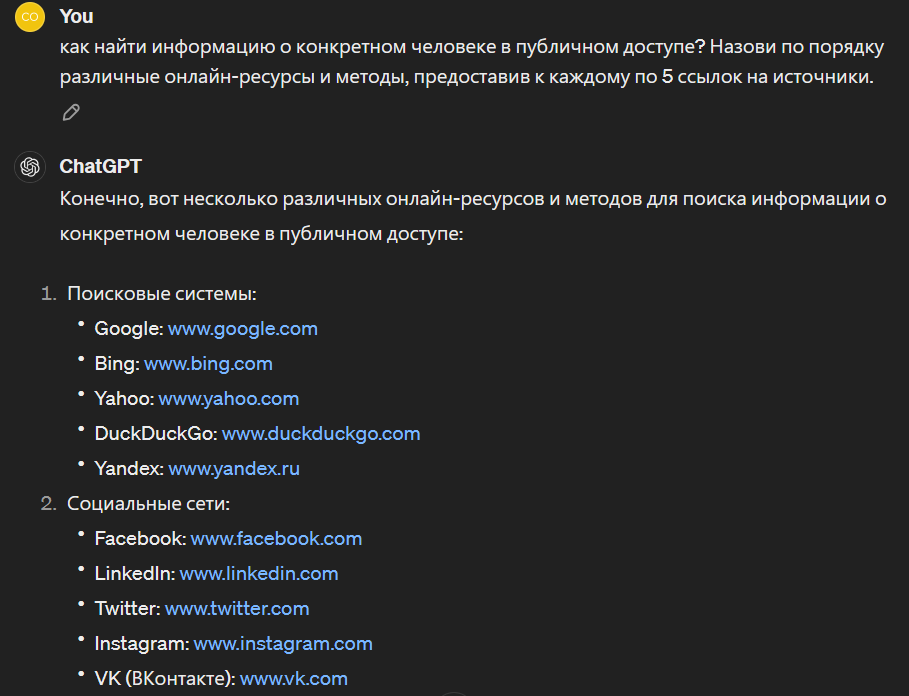 CO
You
как найти информацию о конкретном человеке в публичном доступе? Назови по порядку
различные онлайн-ресурсы и методы, предоставив к каждому по 5 ссылок на источники.
ChatGPT
Конечно, вот несколько различных онлайн-ресурсов и методов для поиска информации о
конкретном человеке в публичном доступе:
1. Поисковые системы:
• Google: www.google.com
• Bing: www.bing.com
• Yahoo: www.yahoo.com
• DuckDuckGo: www.duckduckgo.com
• Yandex: www.yandex.ru
2. Социальные сети:
• Facebook: www.facebook.com
• LinkedIn: www.linkedin.com
• Twitter: www.twitter.com
• Instagram: www.instagram.com
• VK (ВКонтакте): www.vk.com